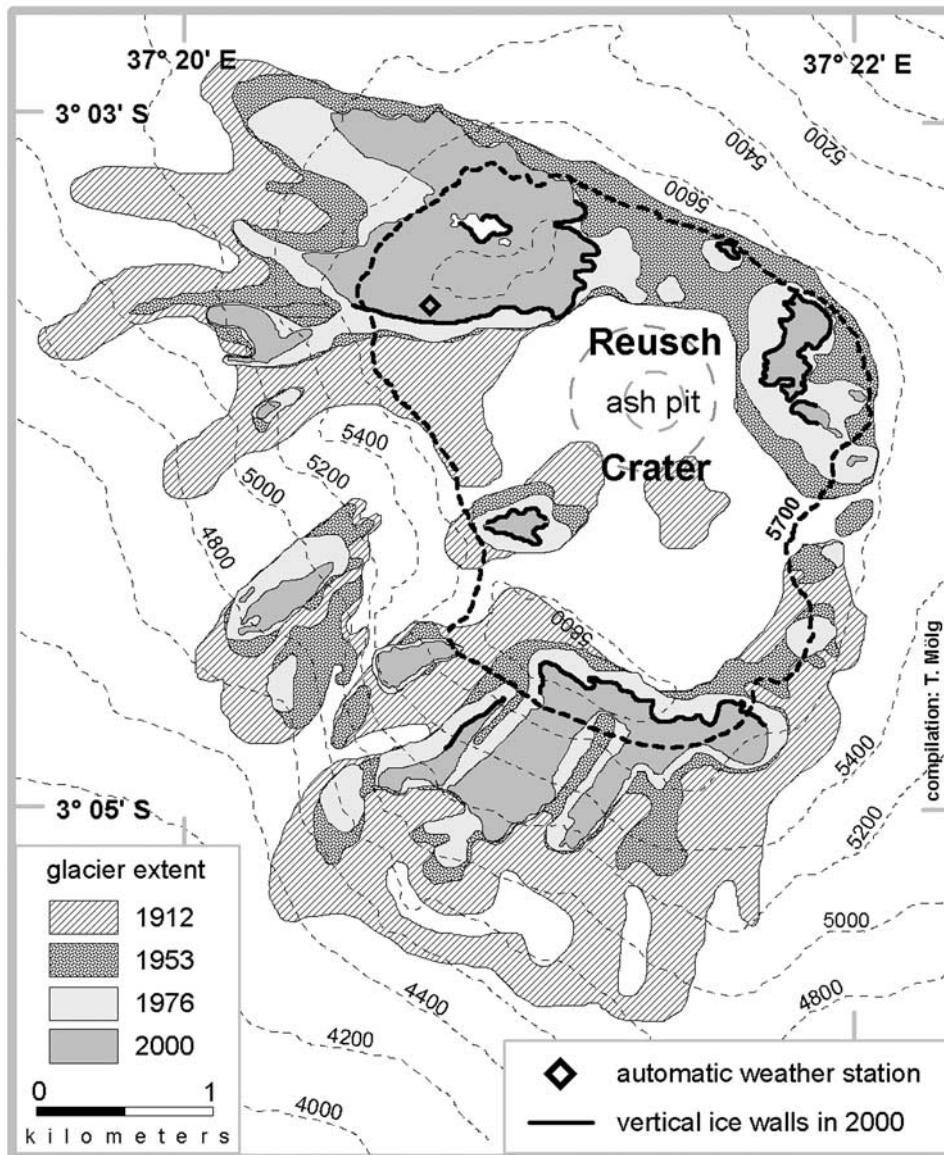 37° 20' E
37° 22' E
3° 03' S
5200
5400
5600
Reusch
ash pit
Crater
5400
5200
5000
4800
5700
5800
compilation: T. Mölg
5400
5200
3° 05' S
5000
4800
4400
4200
4000
glacier extent
1912
1953
1976
2000
0 1
kilometers
automatic weather station
vertical ice walls in 2000